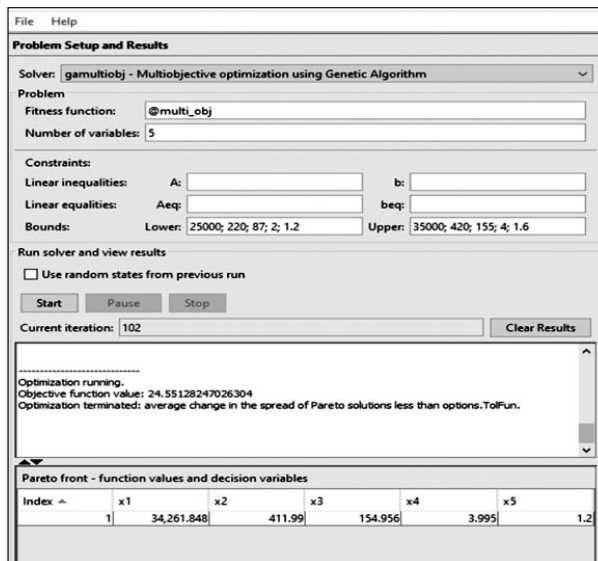 File Help
Problem Setup and Results
Solver: gamultiobj - Multiobjective optimization using Genetic Algorithm
Problem
Fitness function: @multi_obj
Number of variables: 5
Constraints:
Linear inequalities: A: b:
Linear equalities: Aeq: beq:
Bounds: Lower: 25000; 220; 87; 2; 1.2 Upper: 35000; 420; 155; 4; 1.6
Run solver and view results
Use random states from previous run
Start Pause Stop
Current iteration: 102 Clear Results
------------------------------
Optimization running.
Objective function value: 24.55128247026304
Optimization terminated: average change in the spread of Pareto solutions less than options.TolFun.
Pareto front - function values and decision variables
Index x1 x2 x3 x4 x5
1 34,261.848 411.99 154.956 3.995 1.2